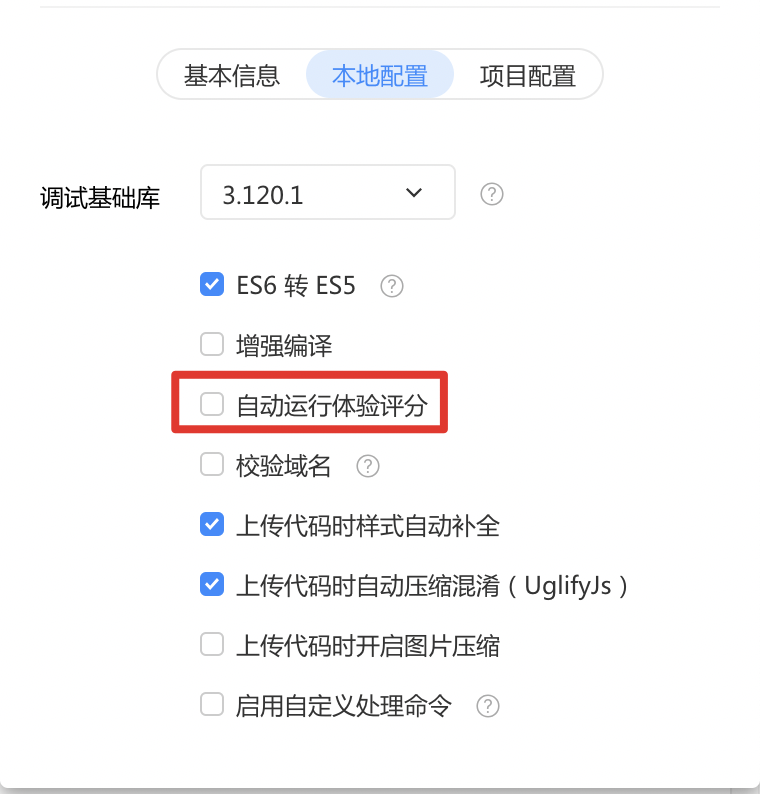 基本信息 本地配置 项目配置
调试基础库 3.120.1 ?
ES6 转 ES5 ?
增强编译
自动运行体验评分
校验域名 ?
上传代码时样式自动补全
上传代码时自动压缩混淆（UglifyJs）
上传代码时开启图片压缩
启用自定义处理命令 ?